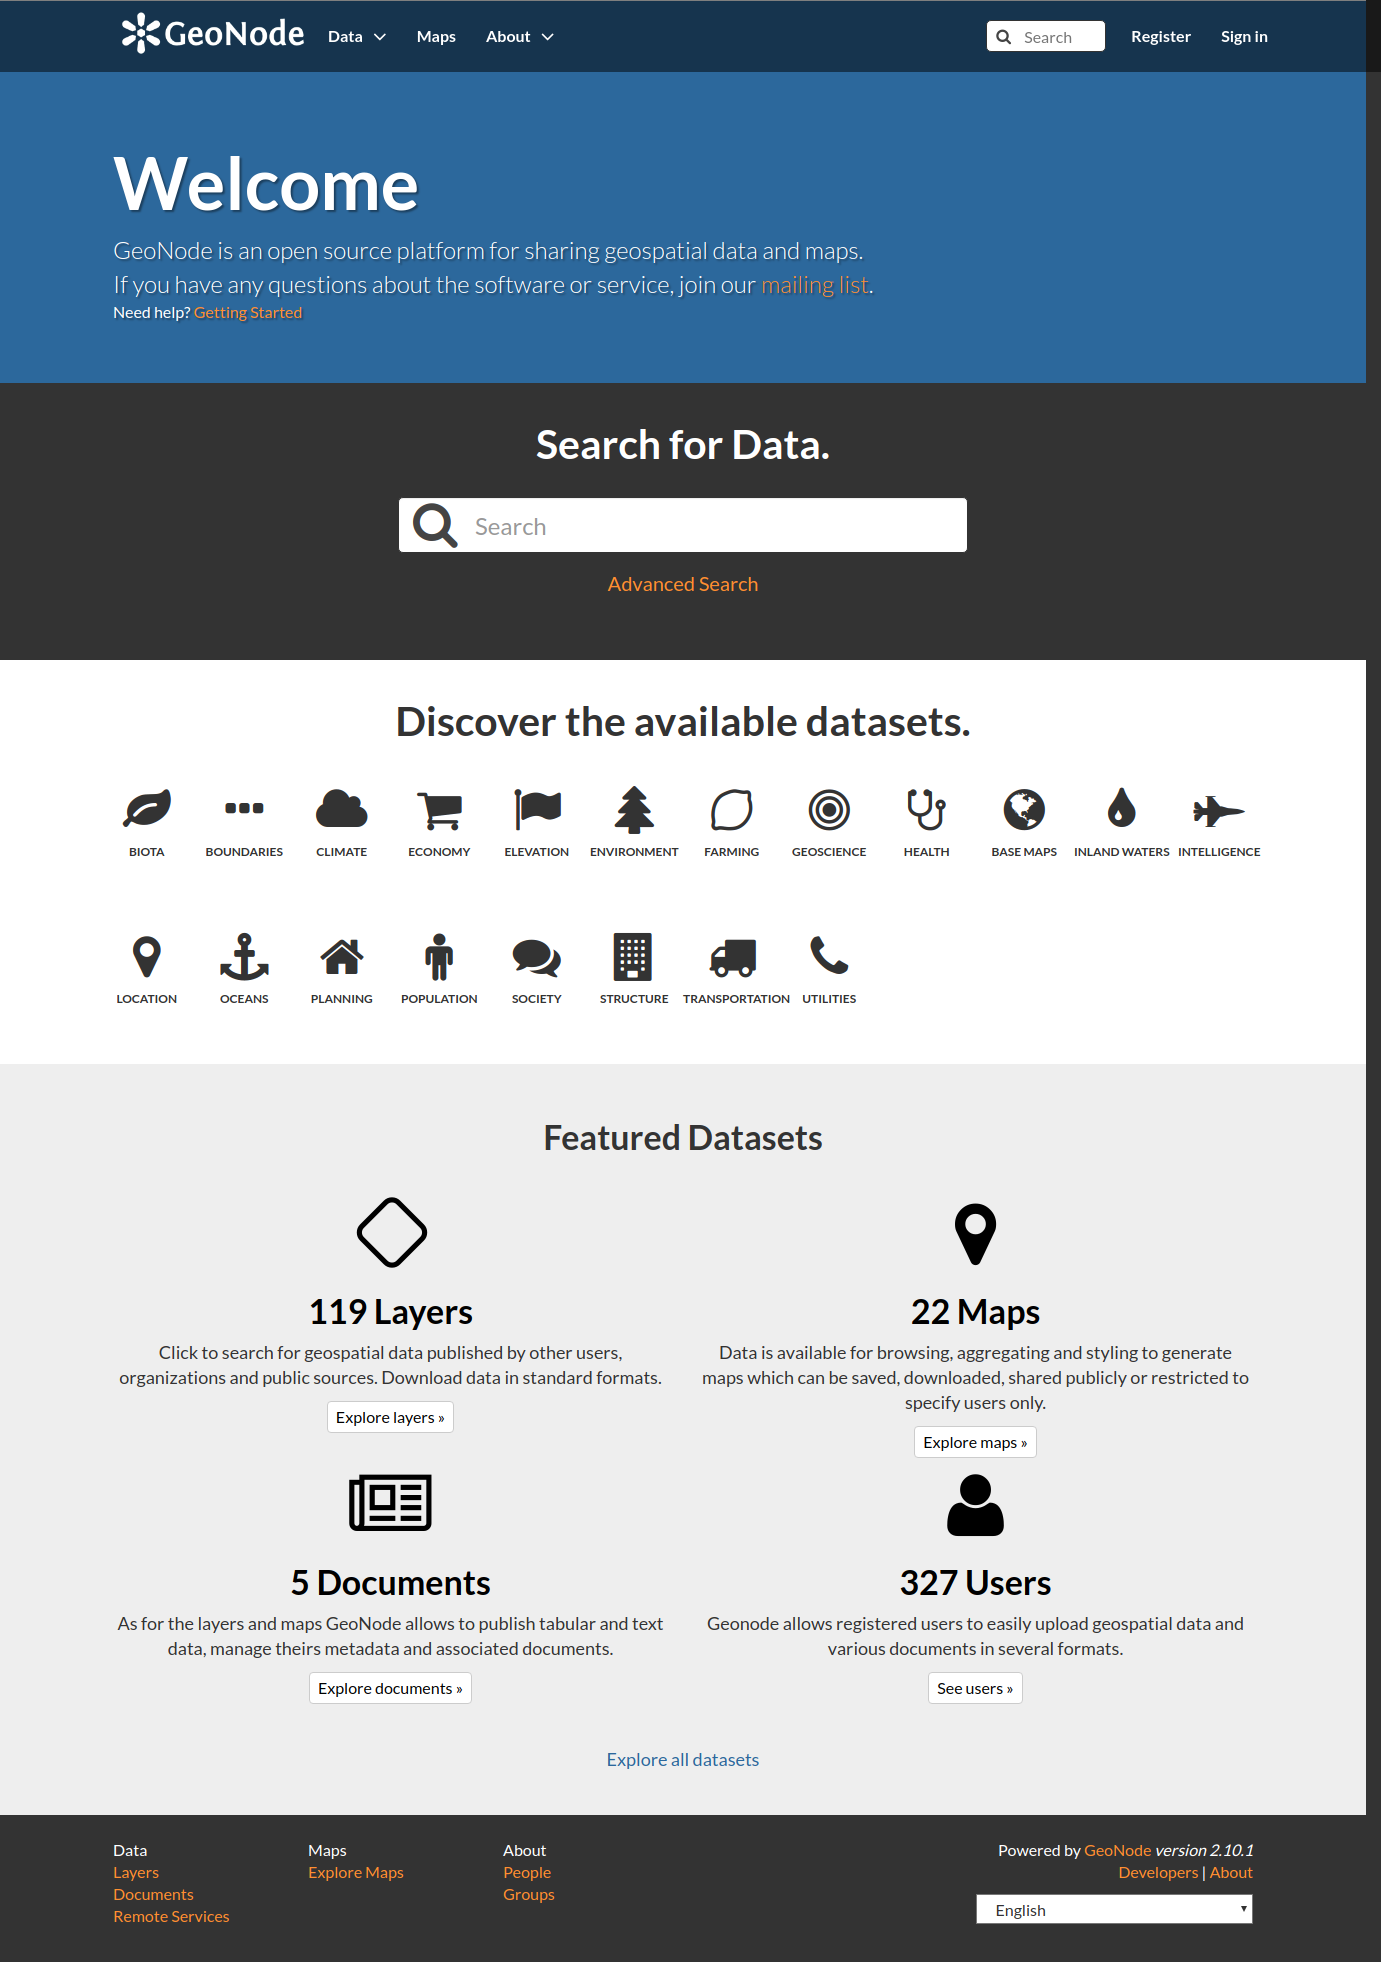 GeoNode Data Maps About Search Register Sign in
Welcome
GeoNode is an open source platform for sharing geospatial data and maps.
If you have any questions about the software or service, join our mailing list.
Need help? Getting Started
Search for Data.
Search
Advanced Search
Discover the available datasets.
BIOTA BOUNDARIES CLIMATE ECONOMY ELEVATION ENVIRONMENT FARMING GEOSCIENCE HEALTH BASE MAPS INLAND WATERS INTELLIGENCE
LOCATION OCEANS PLANNING POPULATION SOCIETY STRUCTURE TRANSPORTATION UTILITIES
Featured Datasets
119 Layers
Click to search for geospatial data published by other users,
organizations and public sources. Download data in standard formats.
Explore layers »
22 Maps
Data is available for browsing, aggregating and styling to generate
maps which can be saved, downloaded, shared publicly or restricted to
specify users only.
Explore maps »
5 Documents
As for the layers and maps GeoNode allows to publish tabular and text
data, manage theirs metadata and associated documents.
Explore documents »
327 Users
Geonode allows registered users to easily upload geospatial data and
various documents in several formats.
See users »
Explore all datasets
Data
Layers
Documents
Remote Services
Maps
Explore Maps
About
People
Groups
Powered by GeoNode version 2.10.1
Developers | About
English